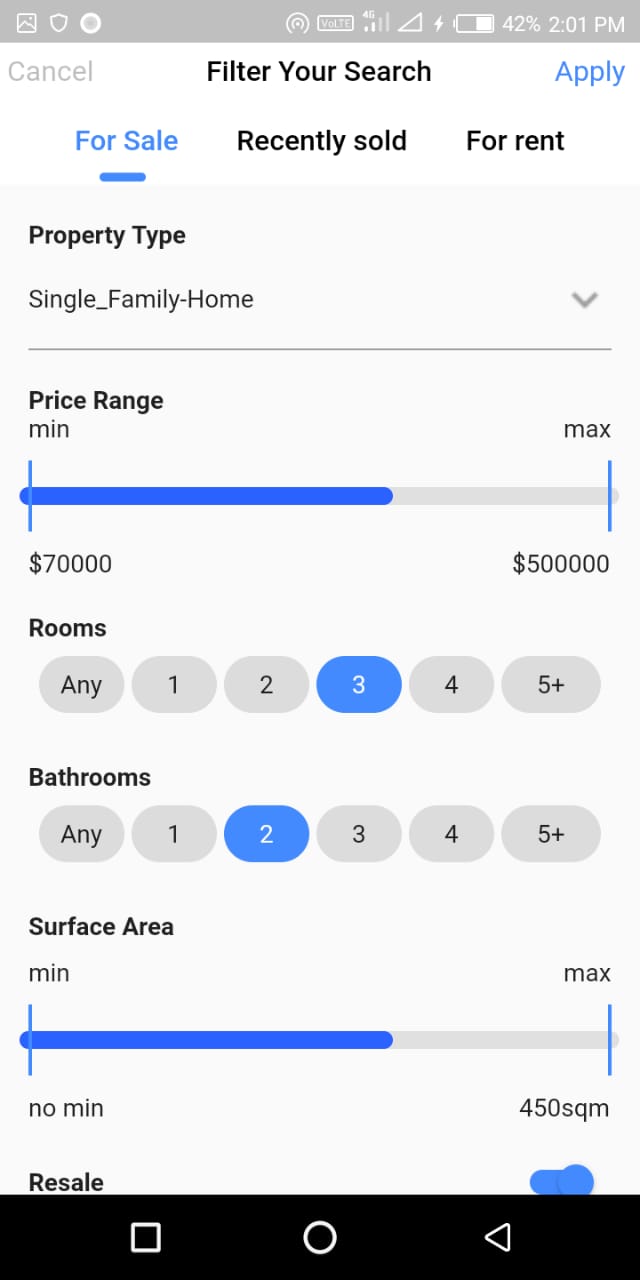 VoLTE 4G 42% 2:01 PM
Cancel Filter Your Search Apply
For Sale Recently sold For rent
Property Type
Single_Family-Home
Price Range
min max
$70000 $500000
Rooms
Any 1 2 3 4 5+
Bathrooms
Any 1 2 3 4 5+
Surface Area
min max
no min 450sqm
Resale